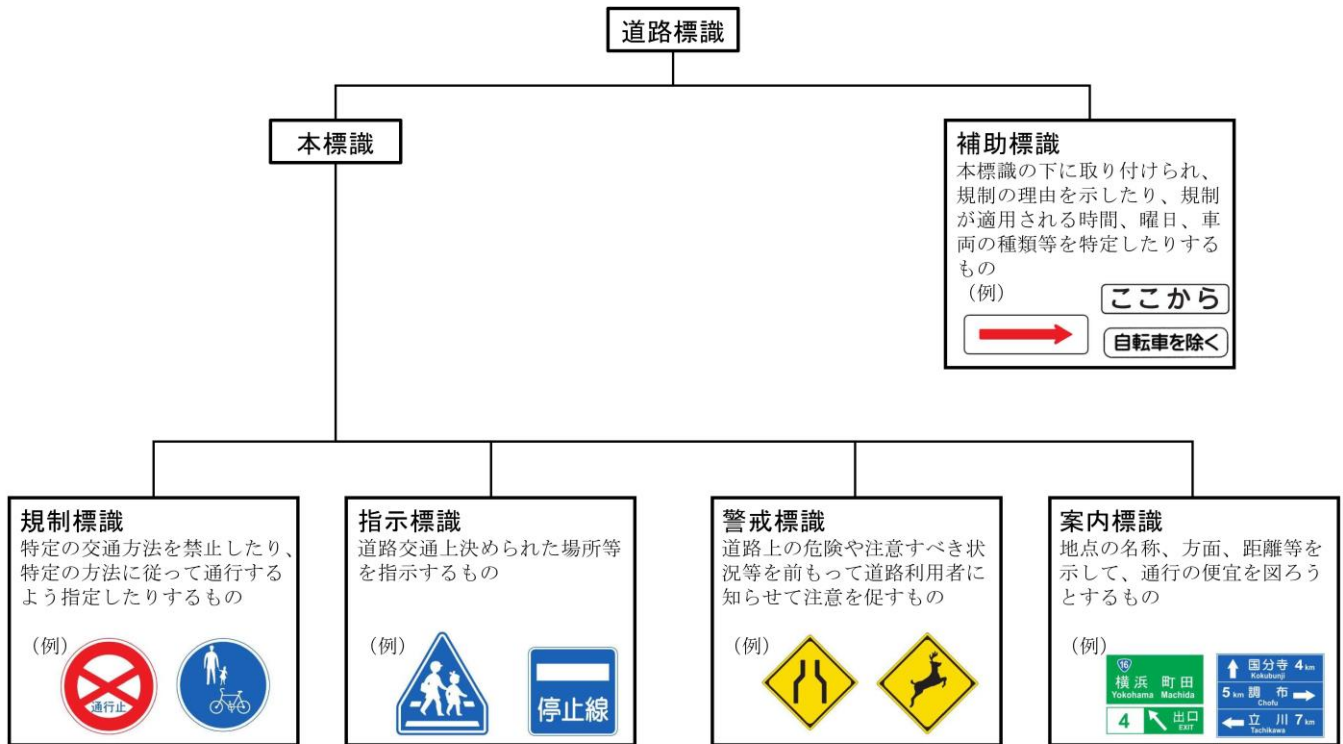 道路標識
本標識
補助標識
本標識の下に取り付けられ、
規制の理由を示したり、規制
が適用される時間、曜日、車
両の種類等を特定したりする
もの
（例）
ここから
自転車を除く
規制標識
特定の交通方法を禁止したり、
特定の方法に従って通行する
よう指定したりするもの
（例）
通行止
指示標識
道路交通上決められた場所等
を指示するもの
（例）
停止線
警戒標識
道路上の危険や注意すべき状
況等を前もって道路利用者に
知らせて注意を促すもの
（例）
案内標識
地点の名称、方面、距離等を
示して、通行の便宜を図ろう
とするもの
（例）
16
横浜 町田
Yokohama Machida
4 出口
EXIT
国分寺 4km
Kokubunji
5km 調布
Chofu
立川 7km
Tachikawa